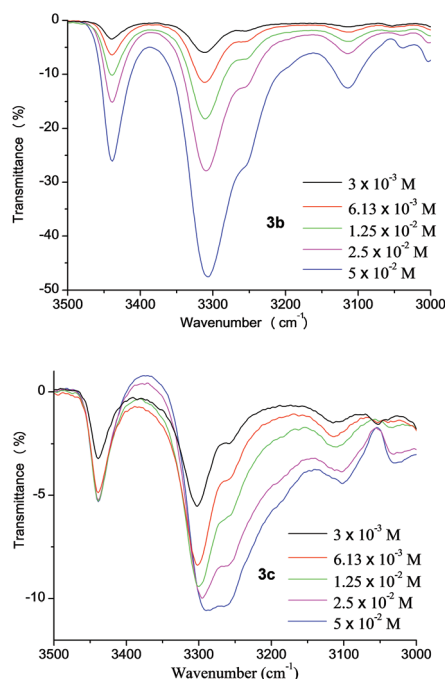 0
-10
-20
-30
-40
-50
Transmittance (%)
3b
3 x 10⁻³ M
6.13 x 10⁻³ M
1.25 x 10⁻² M
2.5 x 10⁻² M
5 x 10⁻² M
3500 3400 3300 3200 3100 3000
Wavenumber (cm⁻¹)
0
-5
-10
Transmittance (%)
3c
3 x 10⁻³ M
6.13 x 10⁻³ M
1.25 x 10⁻² M
2.5 x 10⁻² M
5 x 10⁻² M
3500 3400 3300 3200 3100 3000
Wavenumber (cm⁻¹)